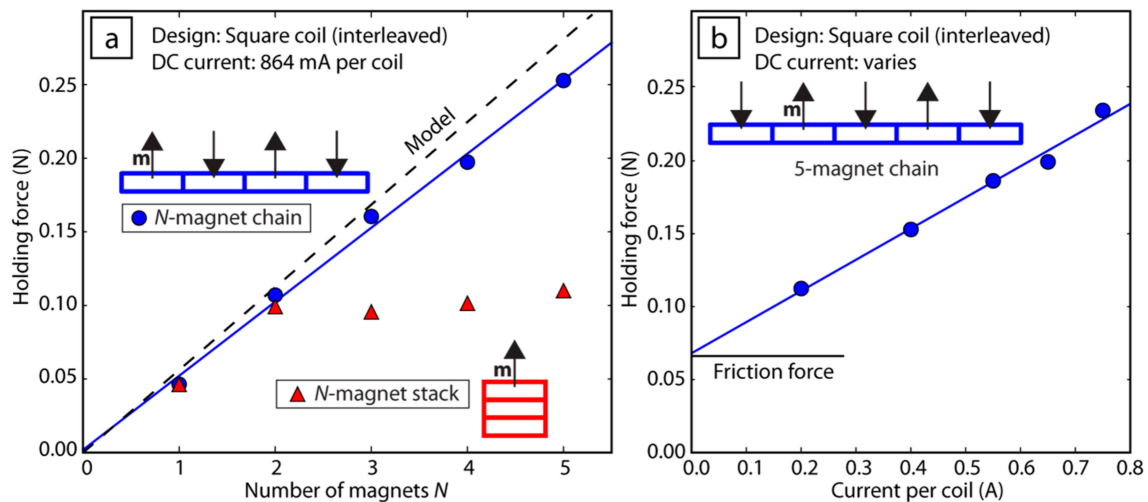 a
Design: Square coil (interleaved)
DC current: 864 mA per coil
Model
m
N-magnet chain
m
N-magnet stack
Holding force (N)
0.25
0.20
0.15
0.10
0.05
0.00
0 1 2 3 4 5
Number of magnets N
b
Design: Square coil (interleaved)
DC current: varies
m
5-magnet chain
Friction force
Holding force (N)
0.25
0.20
0.15
0.10
0.05
0.00
0.0 0.1 0.2 0.3 0.4 0.5 0.6 0.7 0.8
Current per coil (A)